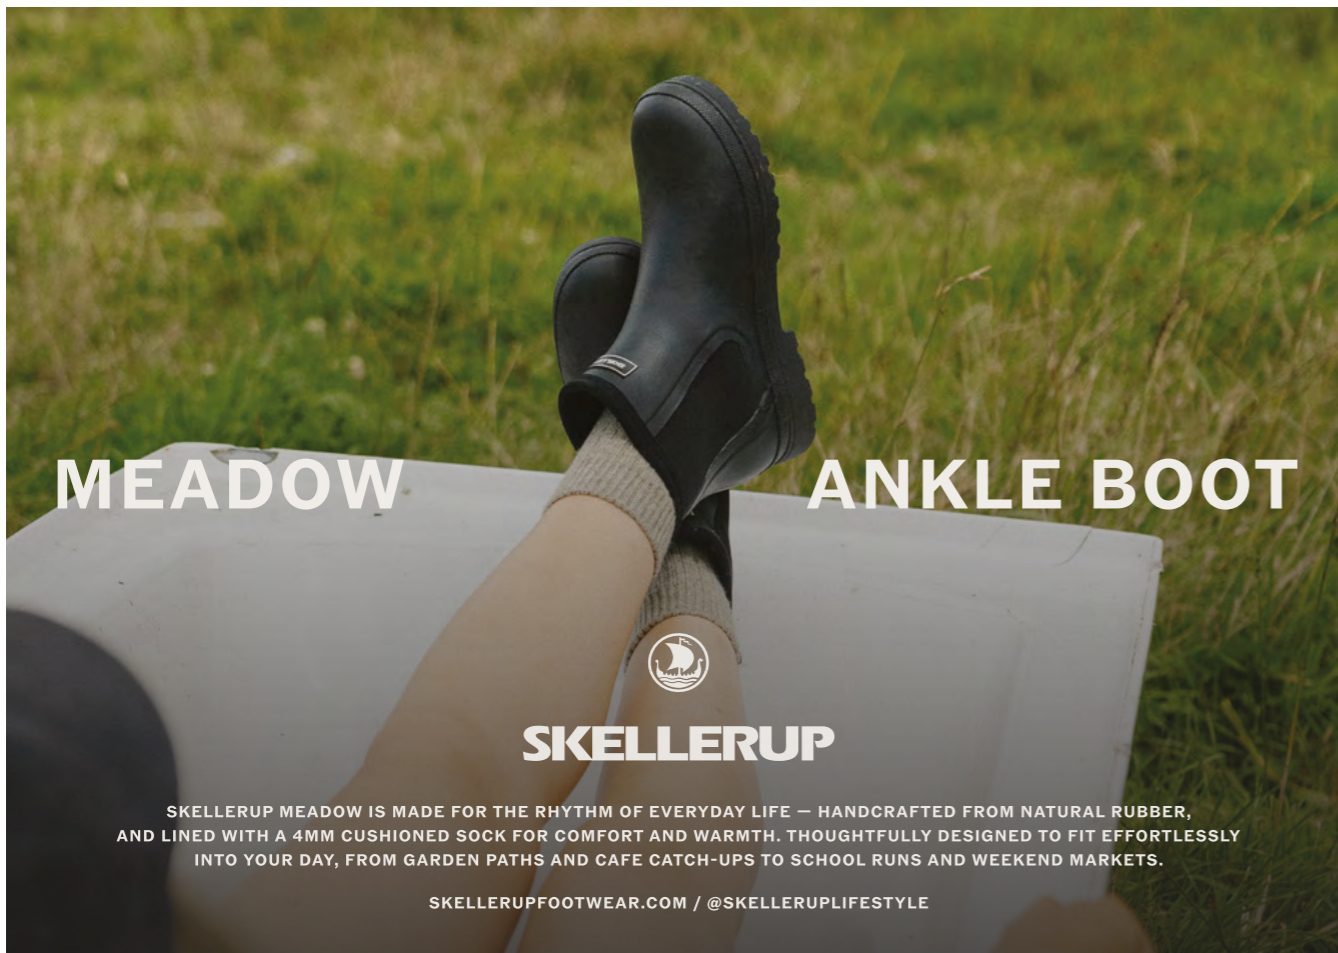 MEADOW ANKLE BOOT
SKELLERUP
SKELLERUP MEADOW IS MADE FOR THE RHYTHM OF EVERYDAY LIFE — HANDCRAFTED FROM NATURAL RUBBER,
AND LINED WITH A 4MM CUSHIONED SOCK FOR COMFORT AND WARMTH. THOUGHTFULLY DESIGNED TO FIT EFFORTLESSLY
INTO YOUR DAY, FROM GARDEN PATHS AND CAFE CATCH-UPS TO SCHOOL RUNS AND WEEKEND MARKETS.
SKELLERUPFOOTWEAR.COM / @SKELLERUPLIFESTYLE